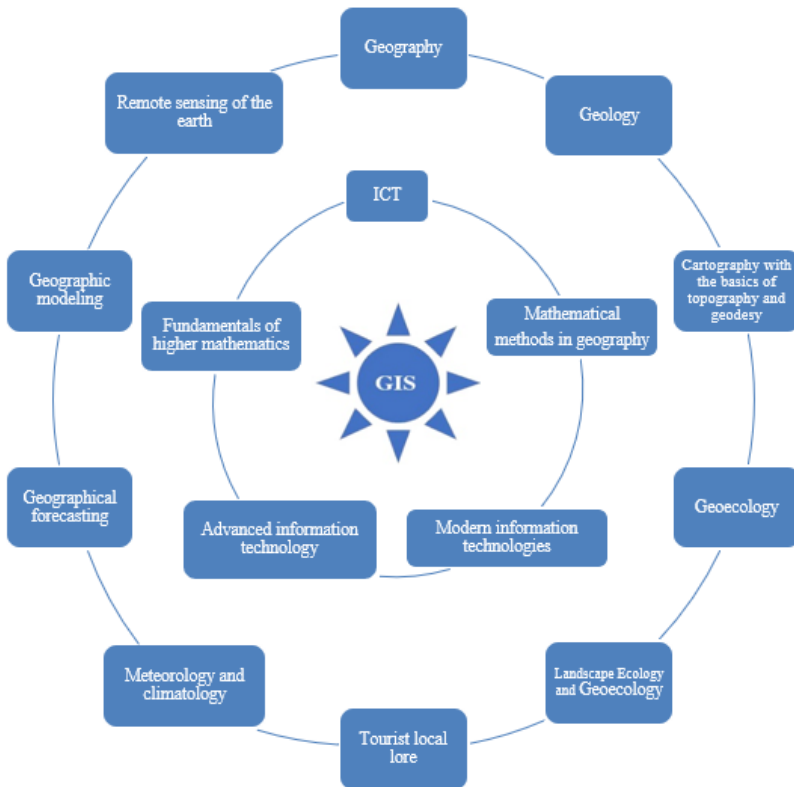 Geography
Remote sensing of the
earth
Geology
ICT
Geographic
modeling
Cartography with
the basics of
topography and
geodesy
Fundamentals of
higher mathematics
Mathematical
methods in geography
GIS
Geographical
forecasting
Geoecology
Advanced information
technology
Modern information
technologies
Meteorology and
climatology
Landscape Ecology
and Geoecology
Tourist local
lore